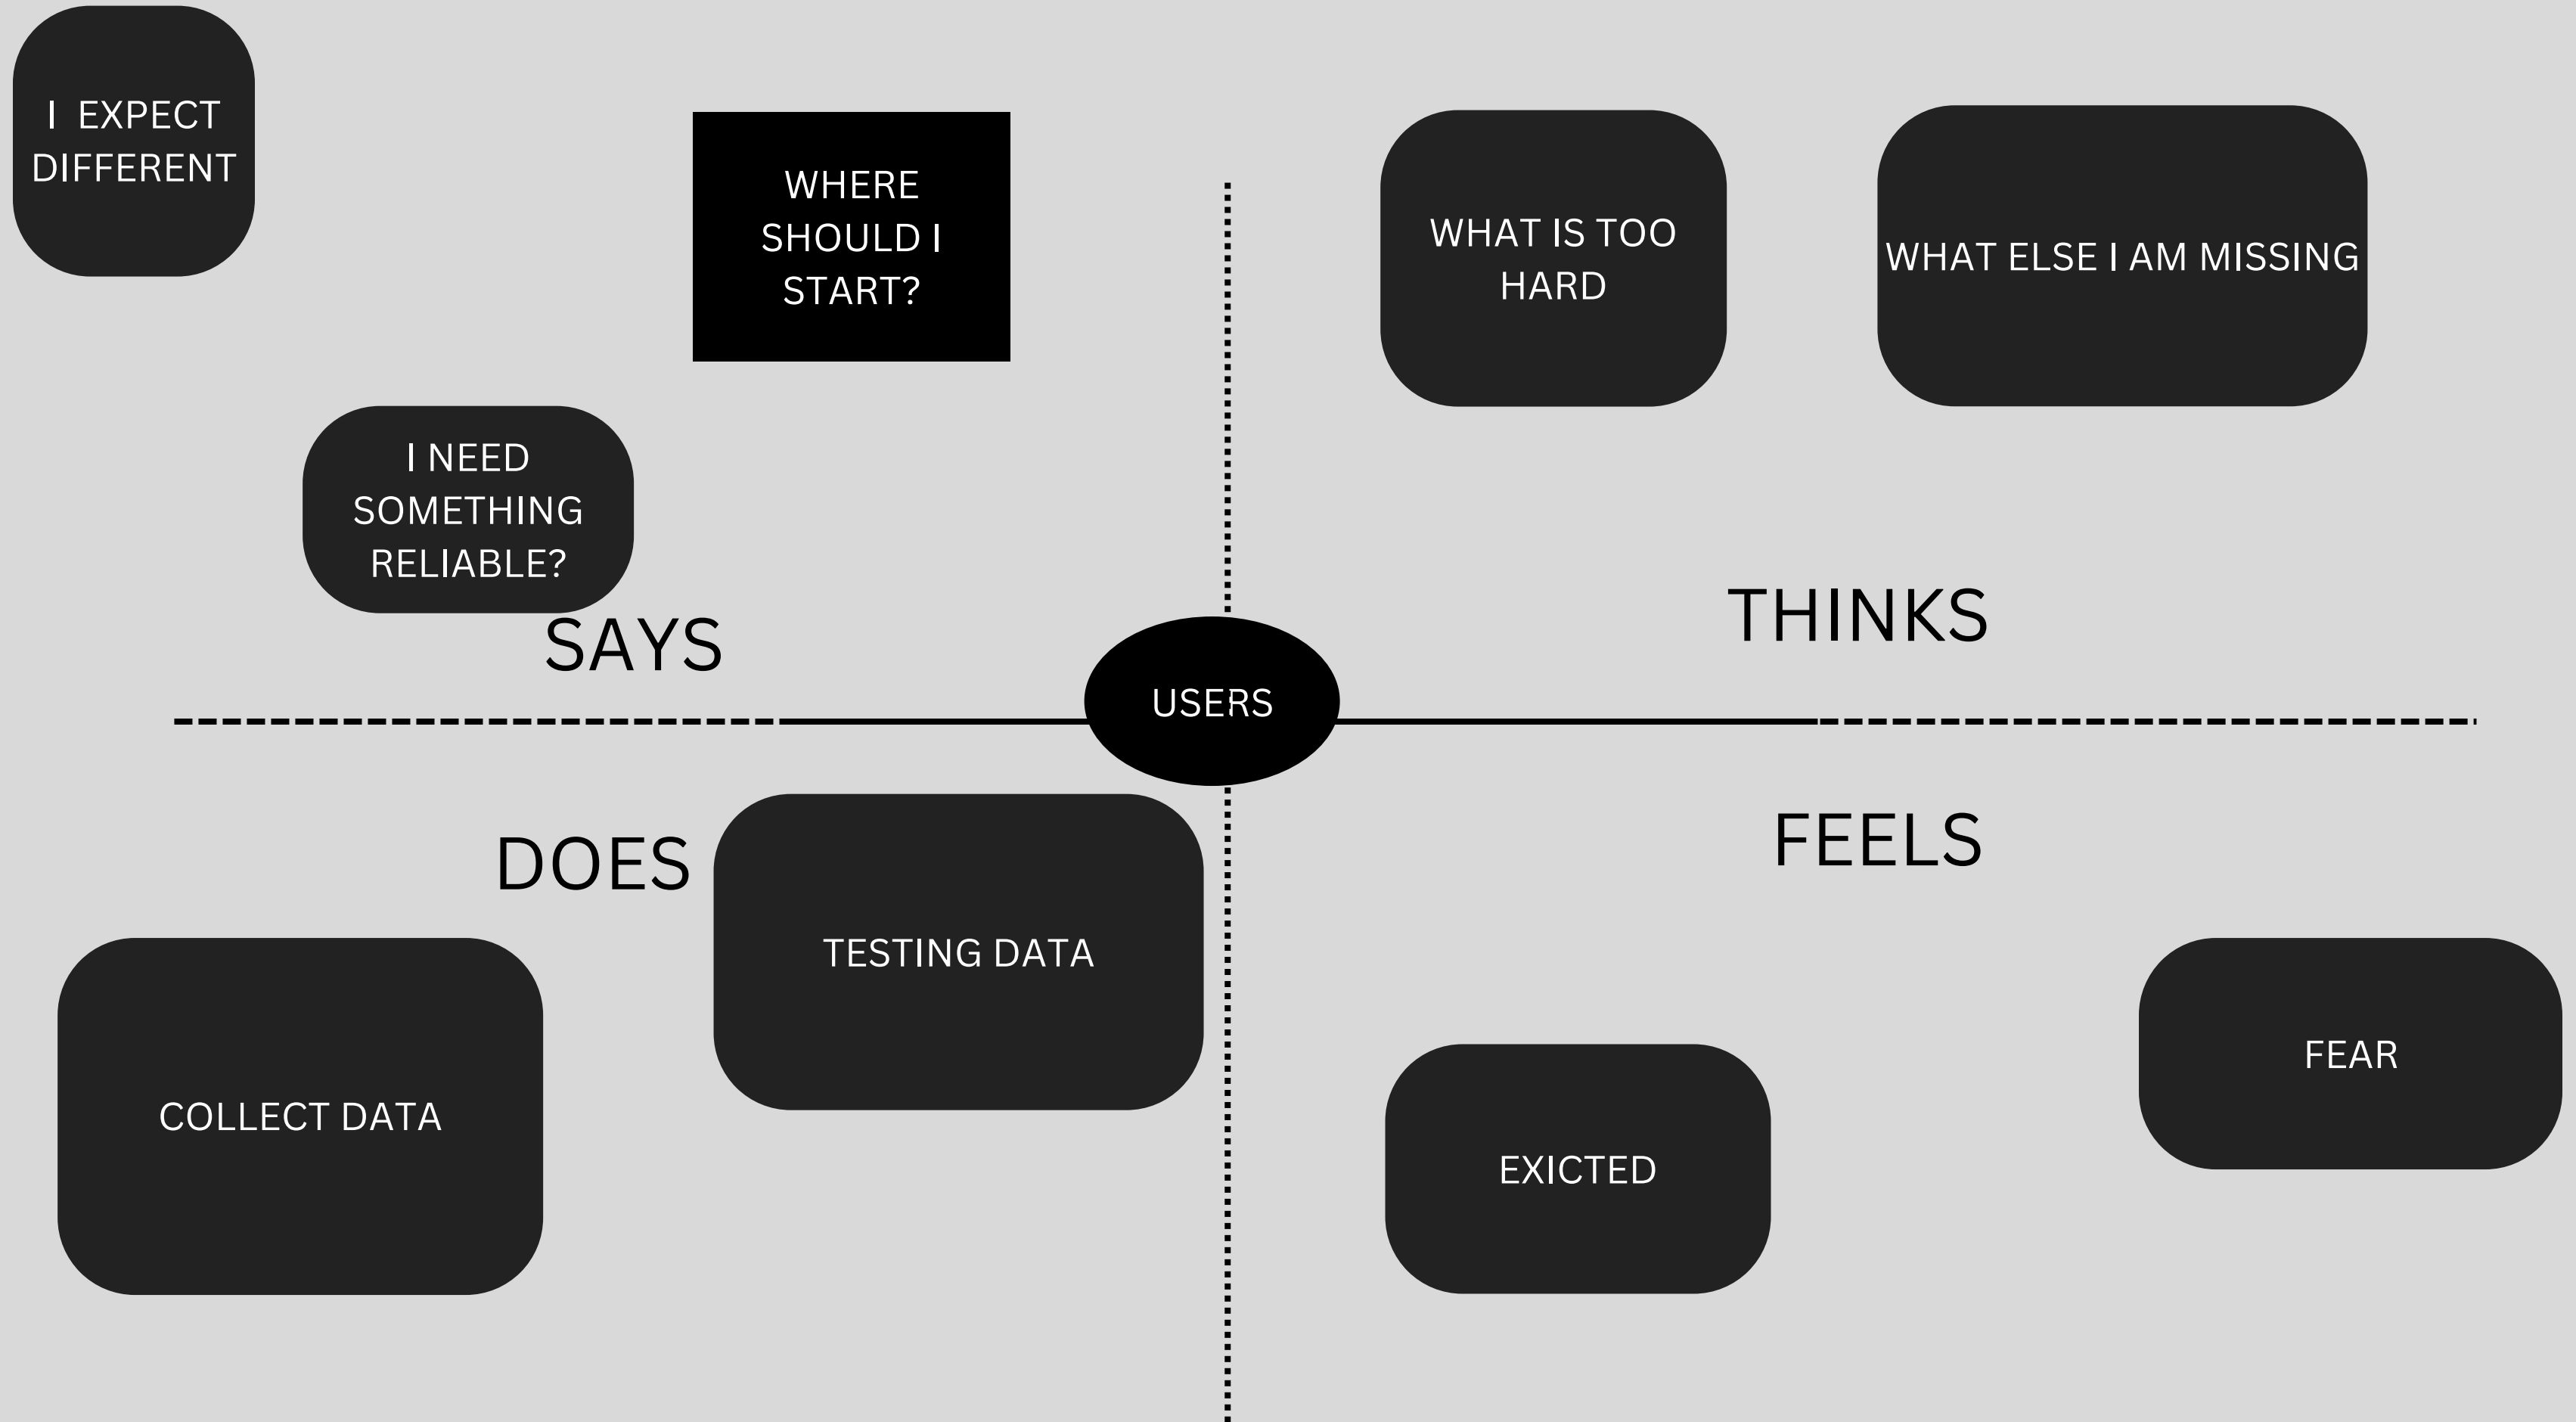 I EXPECT
DIFFERENT
WHERE
SHOULD I
START?
I NEED
SOMETHING
RELIABLE?
SAYS
WHAT IS TOO
HARD
WHAT ELSE I AM MISSING
THINKS
USERS
DOES
TESTING DATA
COLLECT DATA
FEELS
FEAR
EXICTED